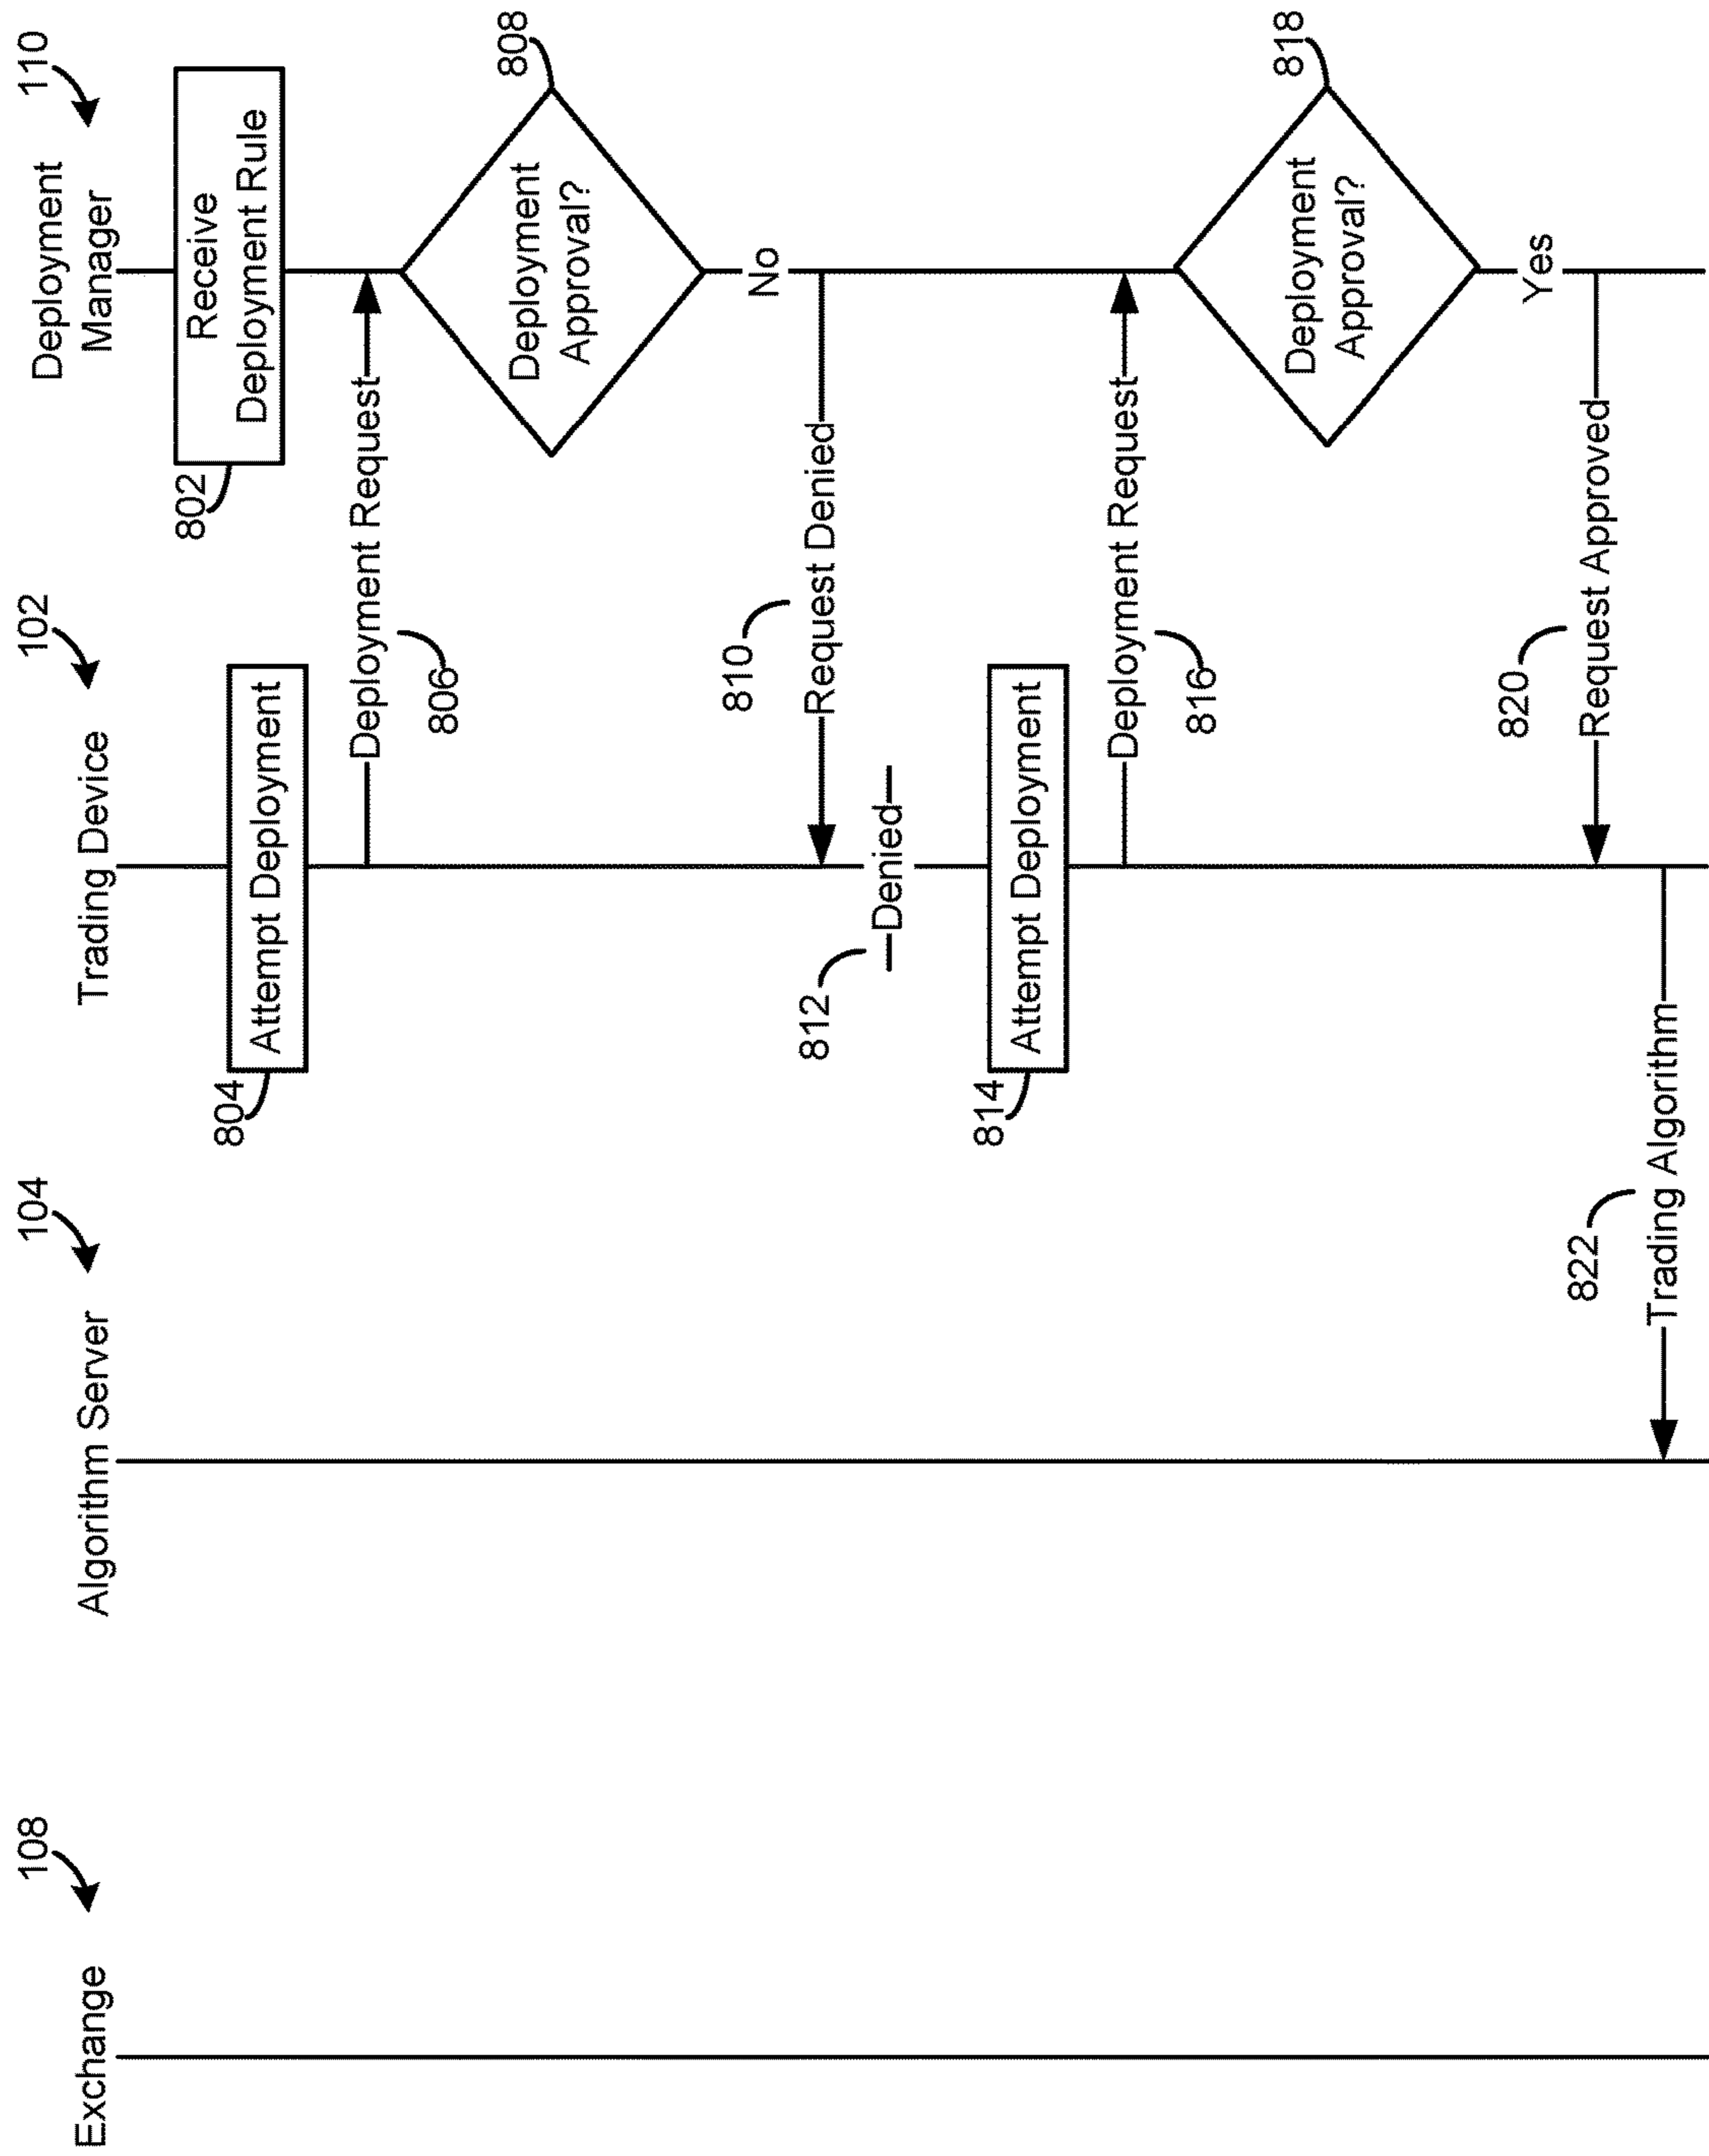 108
104
102
110
Exchange
Algorithm Server
Trading Device
Deployment
Manager
802
Receive
Deployment Rule
804
Attempt Deployment
Deployment Request
806
808
Deployment
Approval?
No
810
Request Denied
812
Denied
814
Attempt Deployment
Deployment Request
816
818
Deployment
Approval?
Yes
820
Request Approved
822
Trading Algorithm